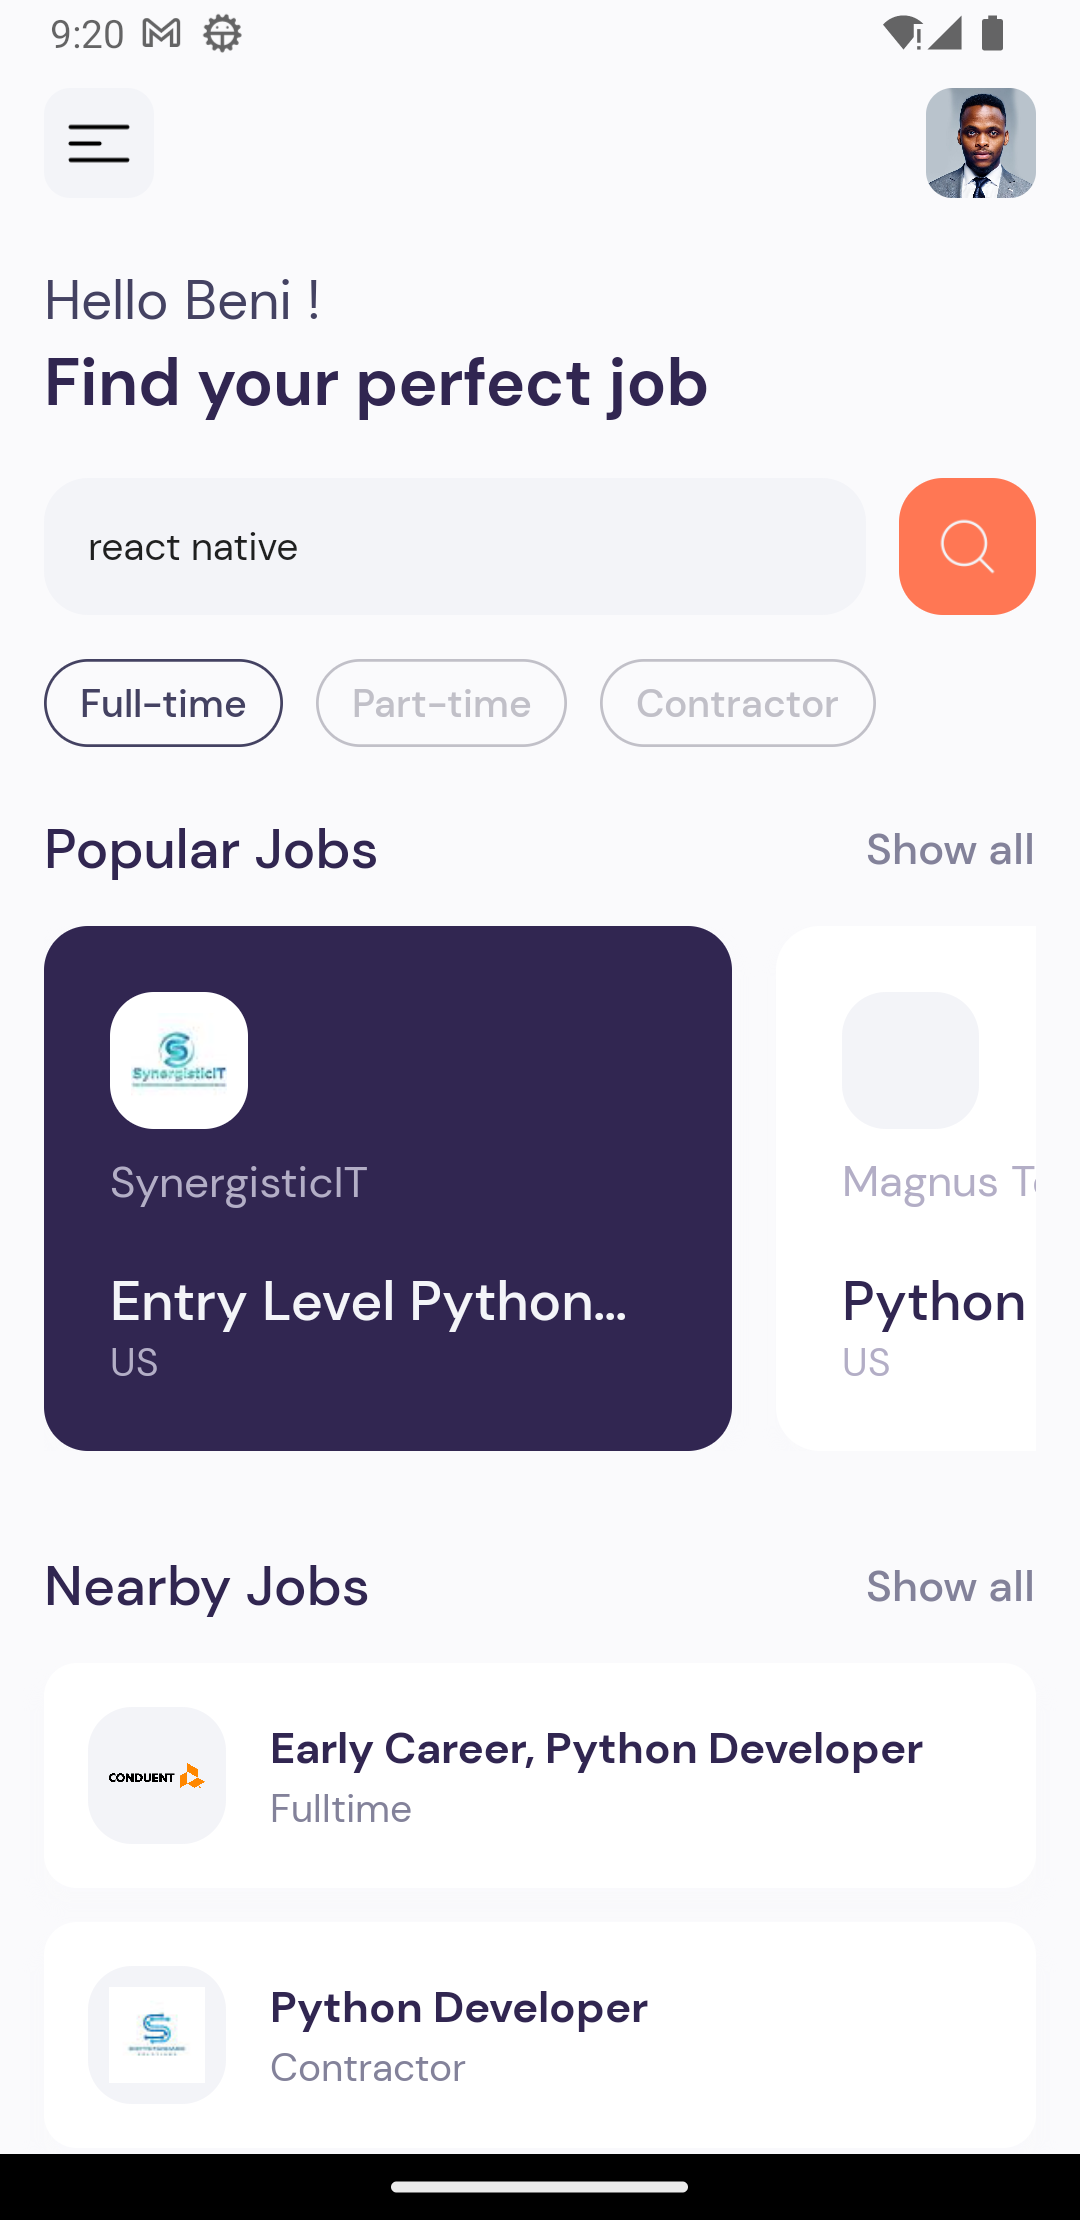 9:20
Hello Beni !
Find your perfect job
react native
Full-time Part-time Contractor
Popular Jobs Show all
SynergisticIT
SynergisticIT Magnus
Entry Level Python... Python
US US
Nearby Jobs Show all
Early Career, Python Developer
CONDUENT
Fulltime
Python Developer
Contractor